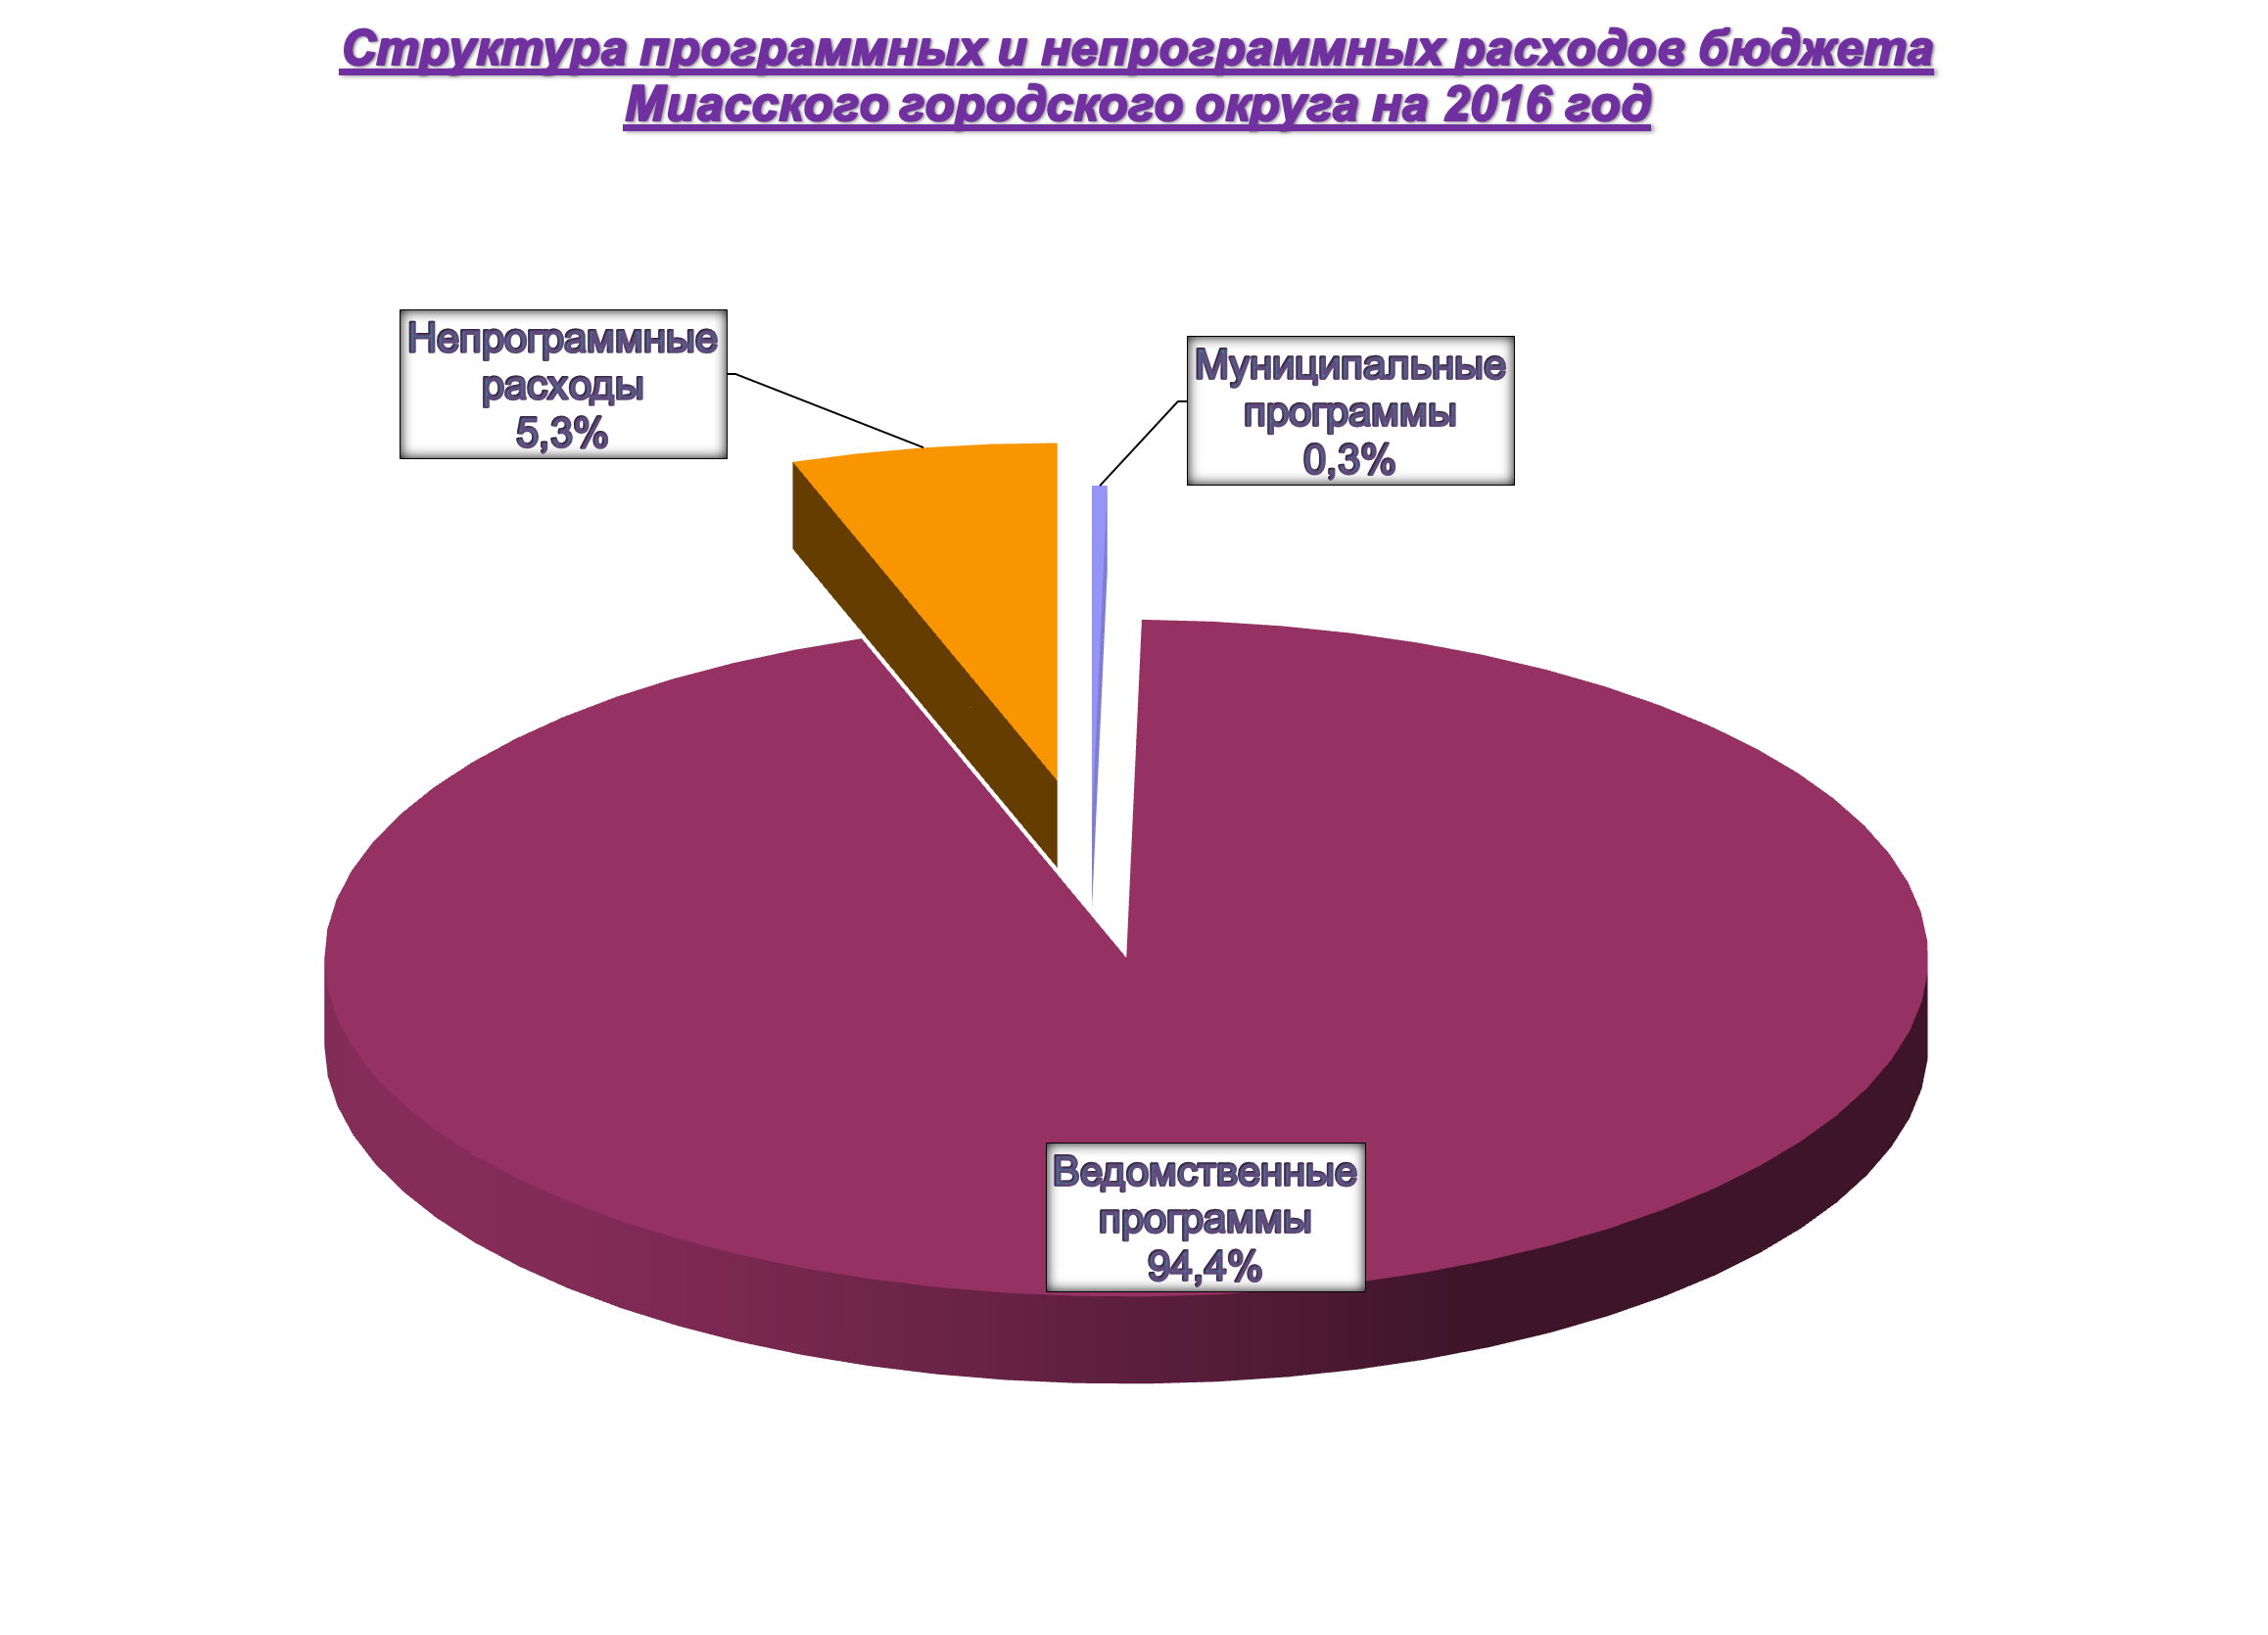 Структура программных и непрограммных расходов бюджета
Миасского городского округа на 2016 год
Непрограммные
расходы
5,3%
Муниципальные
программы
0,3%
Ведомственные
программы
94,4%